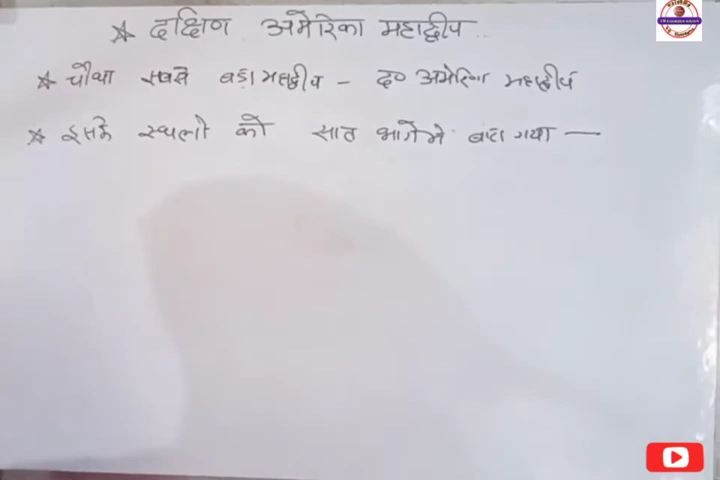 ☆ दक्षिण अमेरिका महाद्वीप
☆ चौथा सबसे बड़ा महाद्वीप - द० अमेरिका महाद्वीप
☆ इसके स्थलो को सात भागो मे बाटा गया —